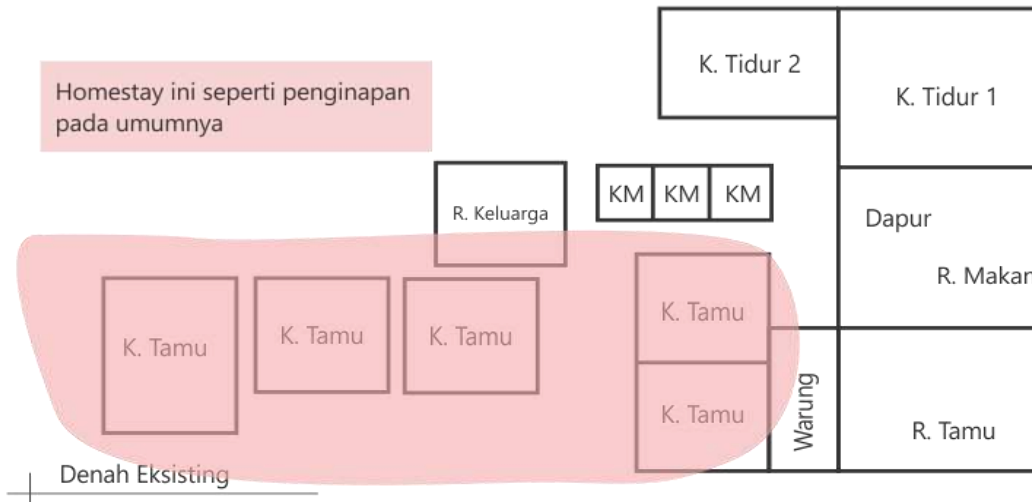 K. Tidur 2
K. Tidur 1
Homestay ini seperti penginapan
pada umumnya
KM KM KM
R. Keluarga
Dapur
R. Makan
K. Tamu
K. Tamu
K. Tamu
K. Tamu
K. Tamu
Warung
R. Tamu
Denah Eksisting